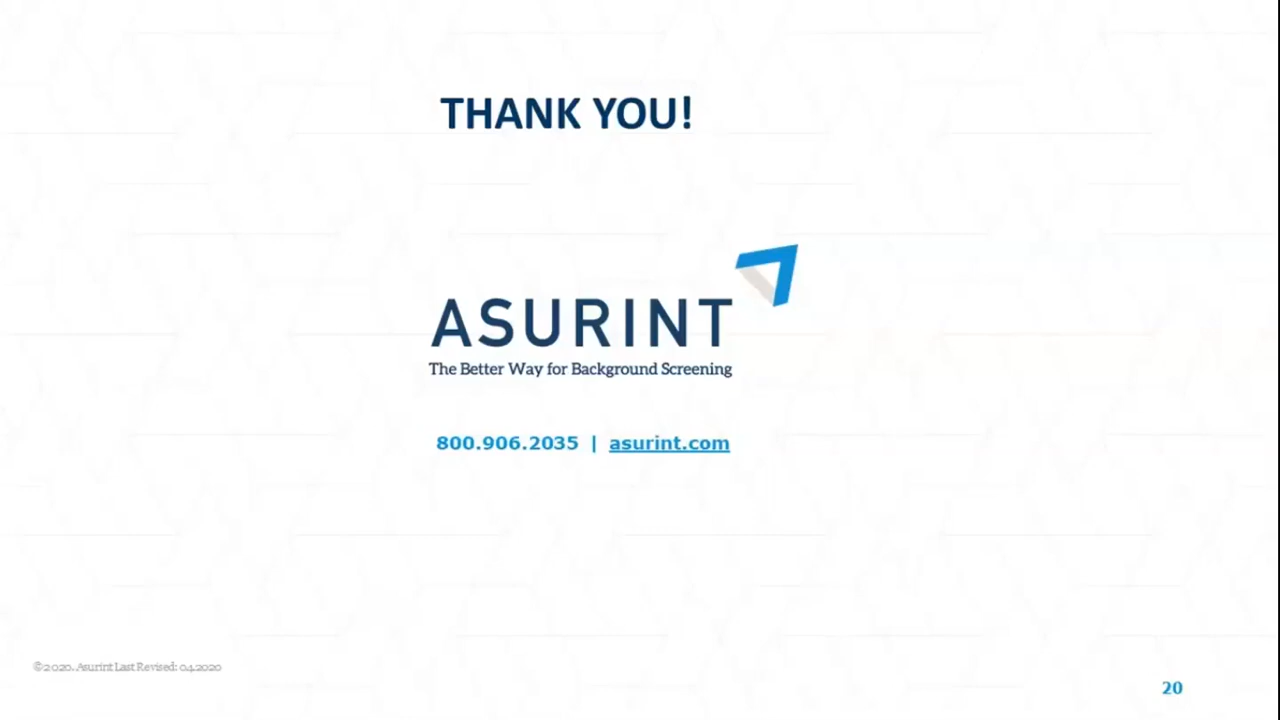 THANK YOU!
ASURINT
The Better Way for Background Screening
800.906.2035 | asurint.com
©2020. Asurint Last Revised: 04.2020
20